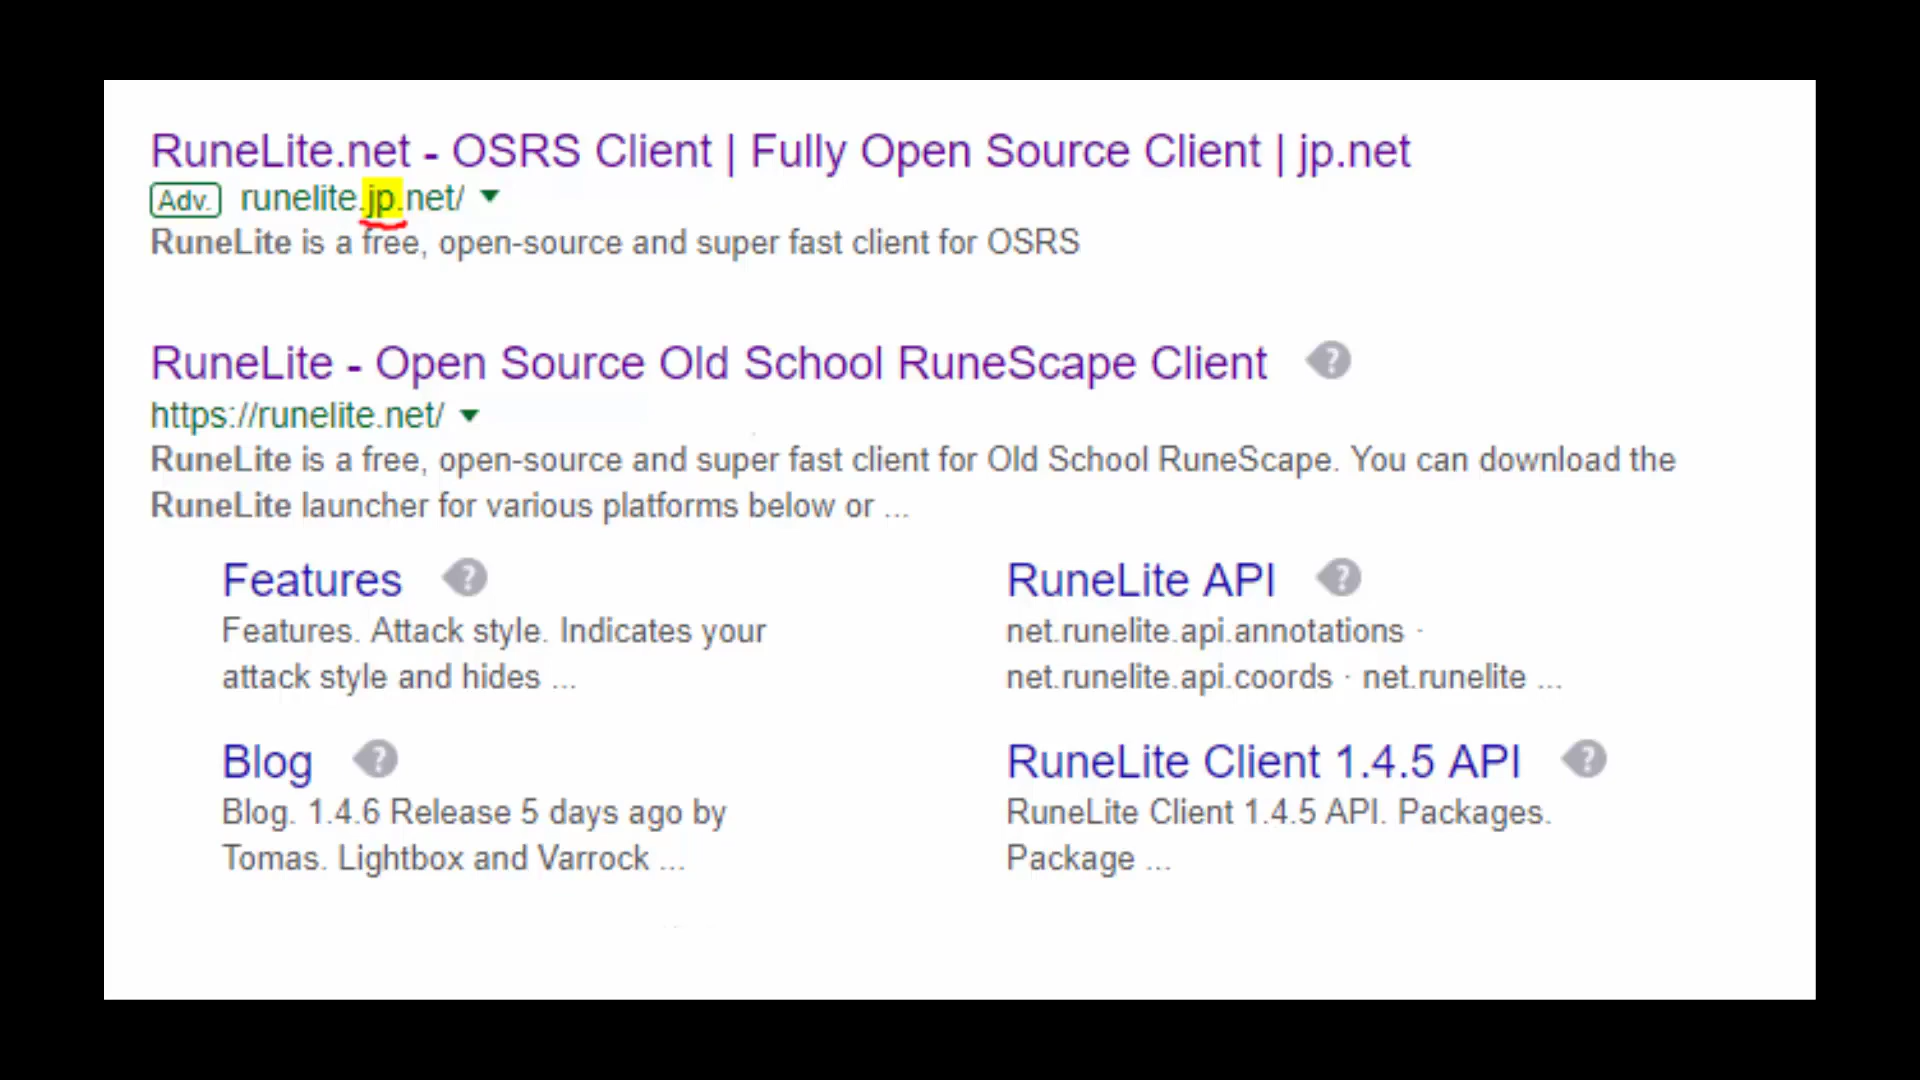 RuneLite.net - OSRS Client | Fully Open Source Client | jp.net
Adv. runelite.jp.net/
RuneLite is a free, open-source and super fast client for OSRS
RuneLite - Open Source Old School RuneScape Client ?
https://runelite.net/
RuneLite is a free, open-source and super fast client for Old School RuneScape. You can download the
RuneLite launcher for various platforms below or ...
Features ?
Features. Attack style. Indicates your
attack style and hides ...
RuneLite API ?
net.runelite.api.annotations ·
net.runelite.api.coords · net.runelite ...
Blog ?
Blog. 1.4.6 Release 5 days ago by
Tomas. Lightbox and Varrock ...
RuneLite Client 1.4.5 API ?
RuneLite Client 1.4.5 API. Packages.
Package ...